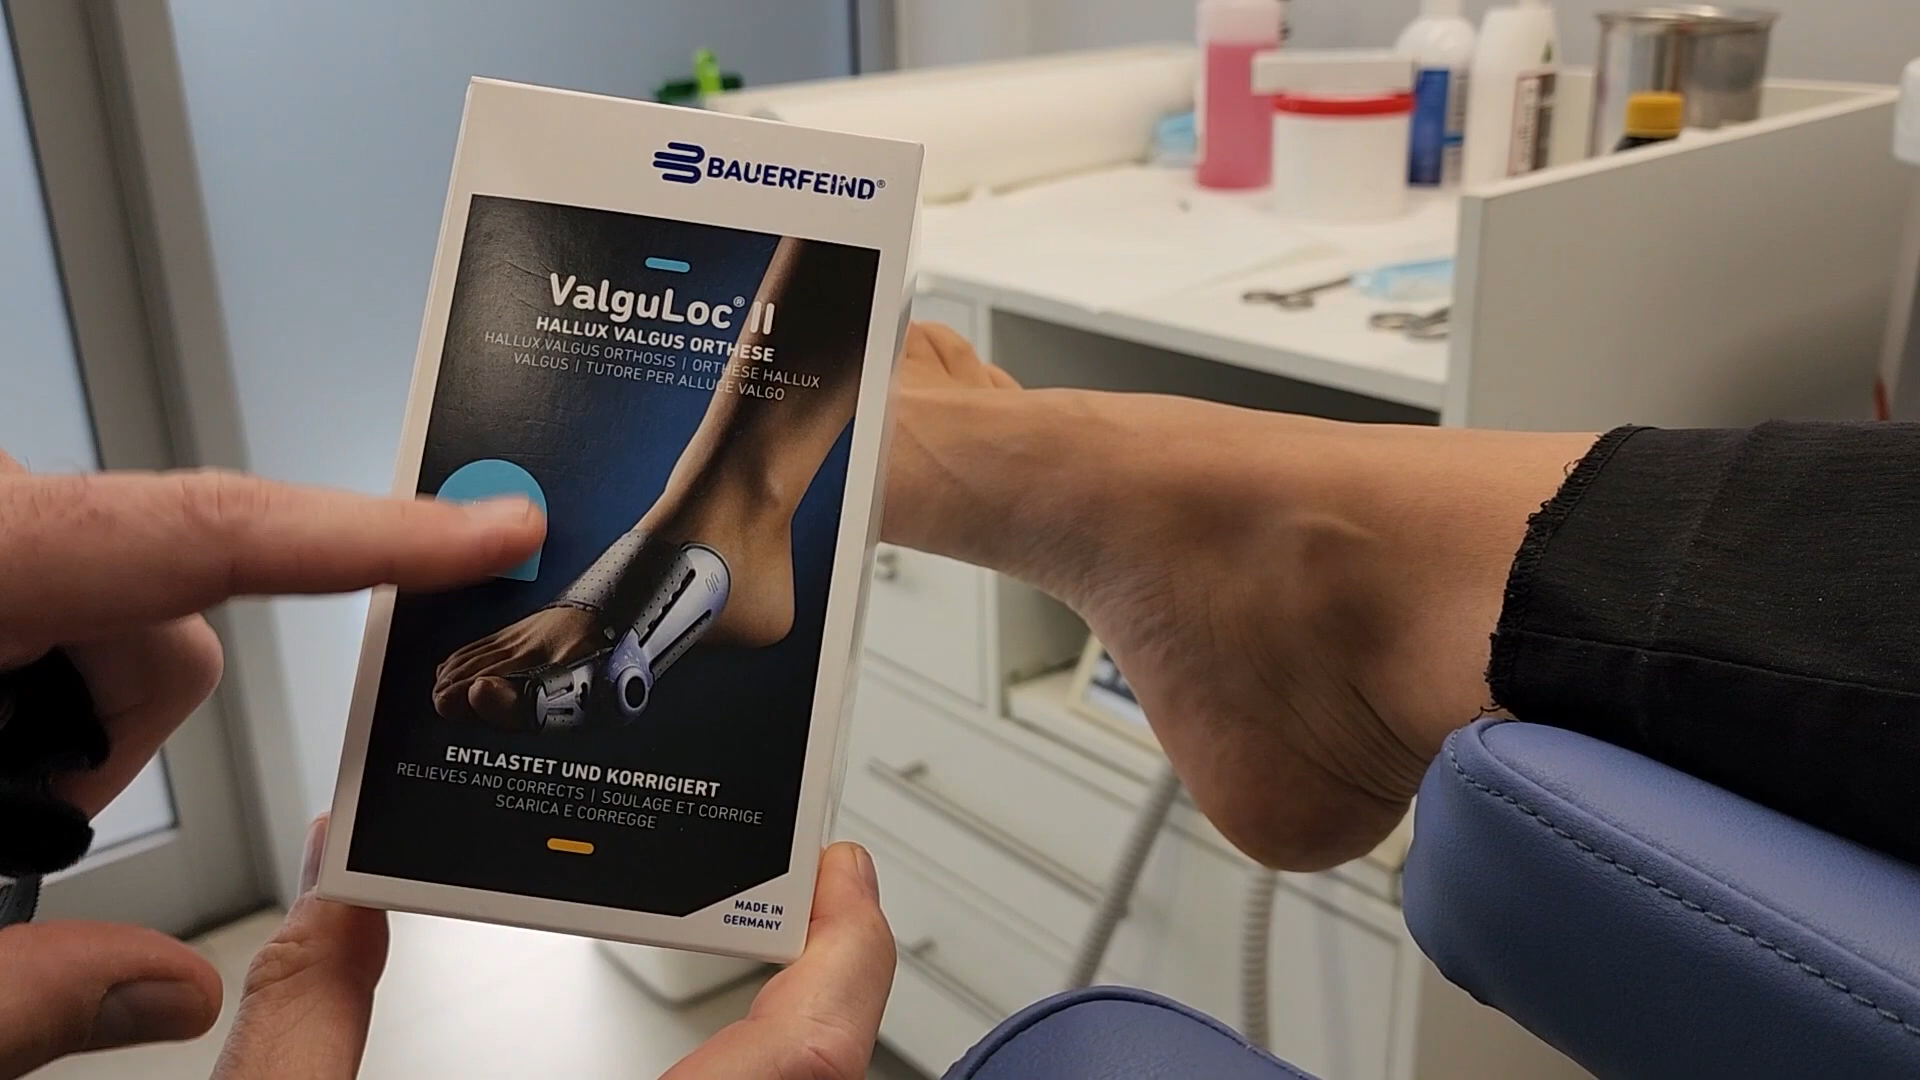 BAUERFEIND®
ValguLoc® II
HALLUX VALGUS ORTHESE
HALLUX VALGUS ORTHOSIS | ORTHÈSE HALLUX
VALGUS | TUTORE PER ALLUCE VALGO
ENTLASTET UND KORRIGIERT
RELIEVES AND CORRECTS | SOULAGE ET CORRIGE
SCARICA E CORREGGE
MADE IN
GERMANY